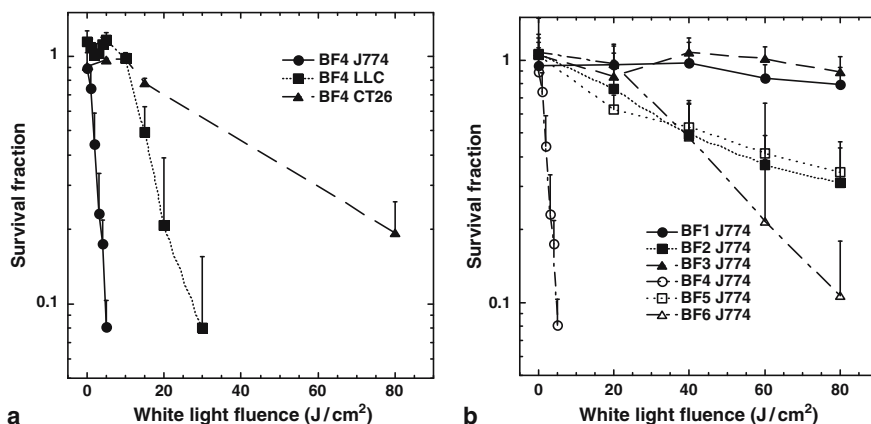 1
0.1
Survival fraction
BF4 J774
BF4 LLC
BF4 CT26
0 20 40 60 80
White light fluence (J/cm²)
a
1
0.1
Survival fraction
BF1 J774
BF2 J774
BF3 J774
BF4 J774
BF5 J774
BF6 J774
0 20 40 60 80
White light fluence (J/cm²)
b